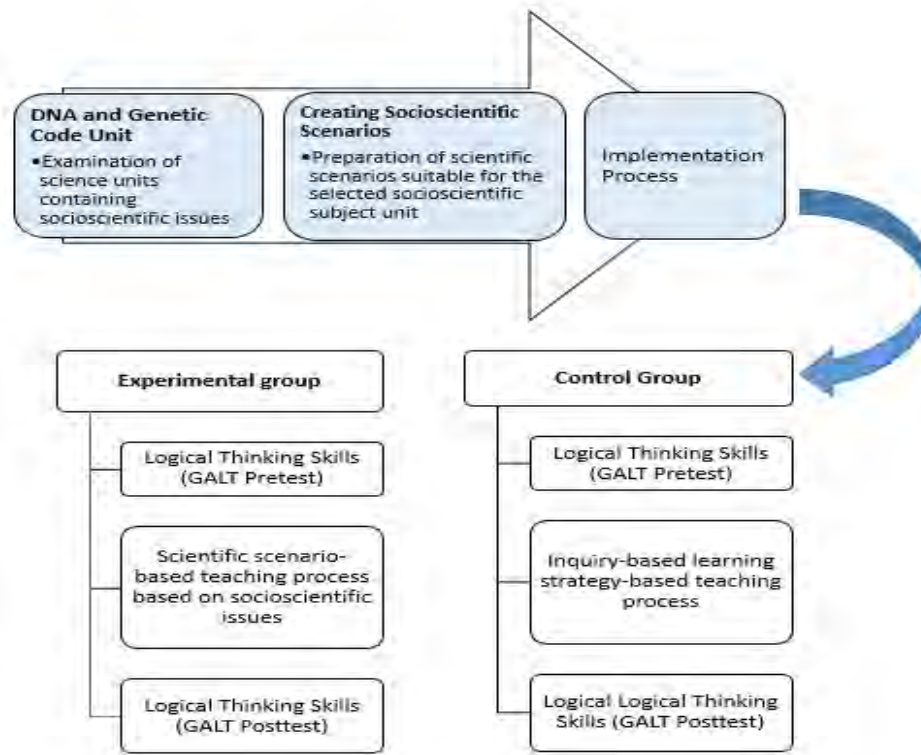 DNA and Genetic
Code Unit
•Examination of
science units
containing
socioscientific issues
Creating Socioscientific
Scenarios
•Preparation of scientific
scenarios suitable for the
selected socioscientific
subject unit
Implementation
Process
Experimental group
Logical Thinking Skills
(GALT Pretest)
Scientific scenario-
based teaching process
based on socioscientific
issues
Logical Thinking Skills
(GALT Posttest)
Control Group
Logical Thinking Skills
(GALT Pretest)
Inquiry-based learning
strategy-based teaching
process
Logical Logical Thinking
Skills (GALT Posttest)